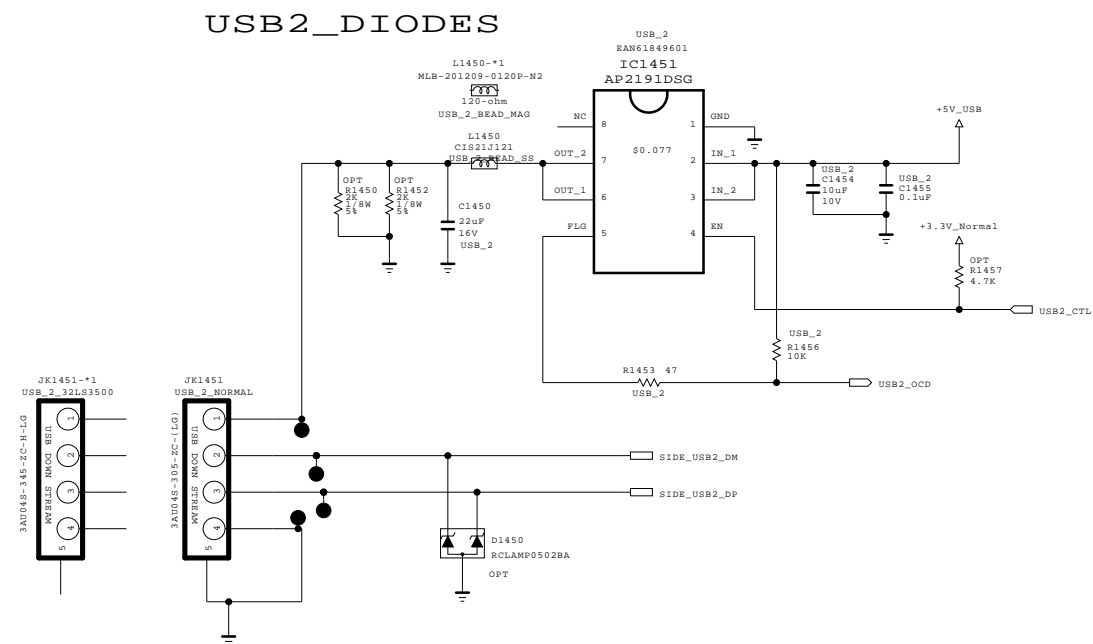 USB2_DIODES
USB_2
EAN61849601
IC1451
AP2191DSG
L1450-*1
MLB-201209-0120P-N2
120-ohm
USB_2_BEAD_MAG
L1450
CIS21J121
USB_2_BEAD_SS
NC
8
1
GND
OUT_2
7
$0.077
2
IN_1
OUT_1
6
3
IN_2
FLG
5
4
EN
+5V_USB
OPT
R1450
2K
1/8W
5%
OPT
R1452
2K
1/8W
5%
C1450
22uF
16V
USB_2
USB_2
C1454
10uF
10V
USB_2
C1455
0.1uF
+3.3V_Normal
OPT
R1457
4.7K
USB2_CTL
USB_2
R1456
10K
R1453 47
USB_2
USB2_OCD
JK1451-*1
USB_2_32LS3500
3AU04S-345-ZC-H-LG
USB DOWN STREAM
1
2
3
4
5
JK1451
USB_2_NORMAL
3AU04S-305-ZC-(LG)
USB DOWN STREAM
1
2
3
4
5
SIDE_USB2_DM
SIDE_USB2_DP
D1450
RCLAMP0502BA
OPT